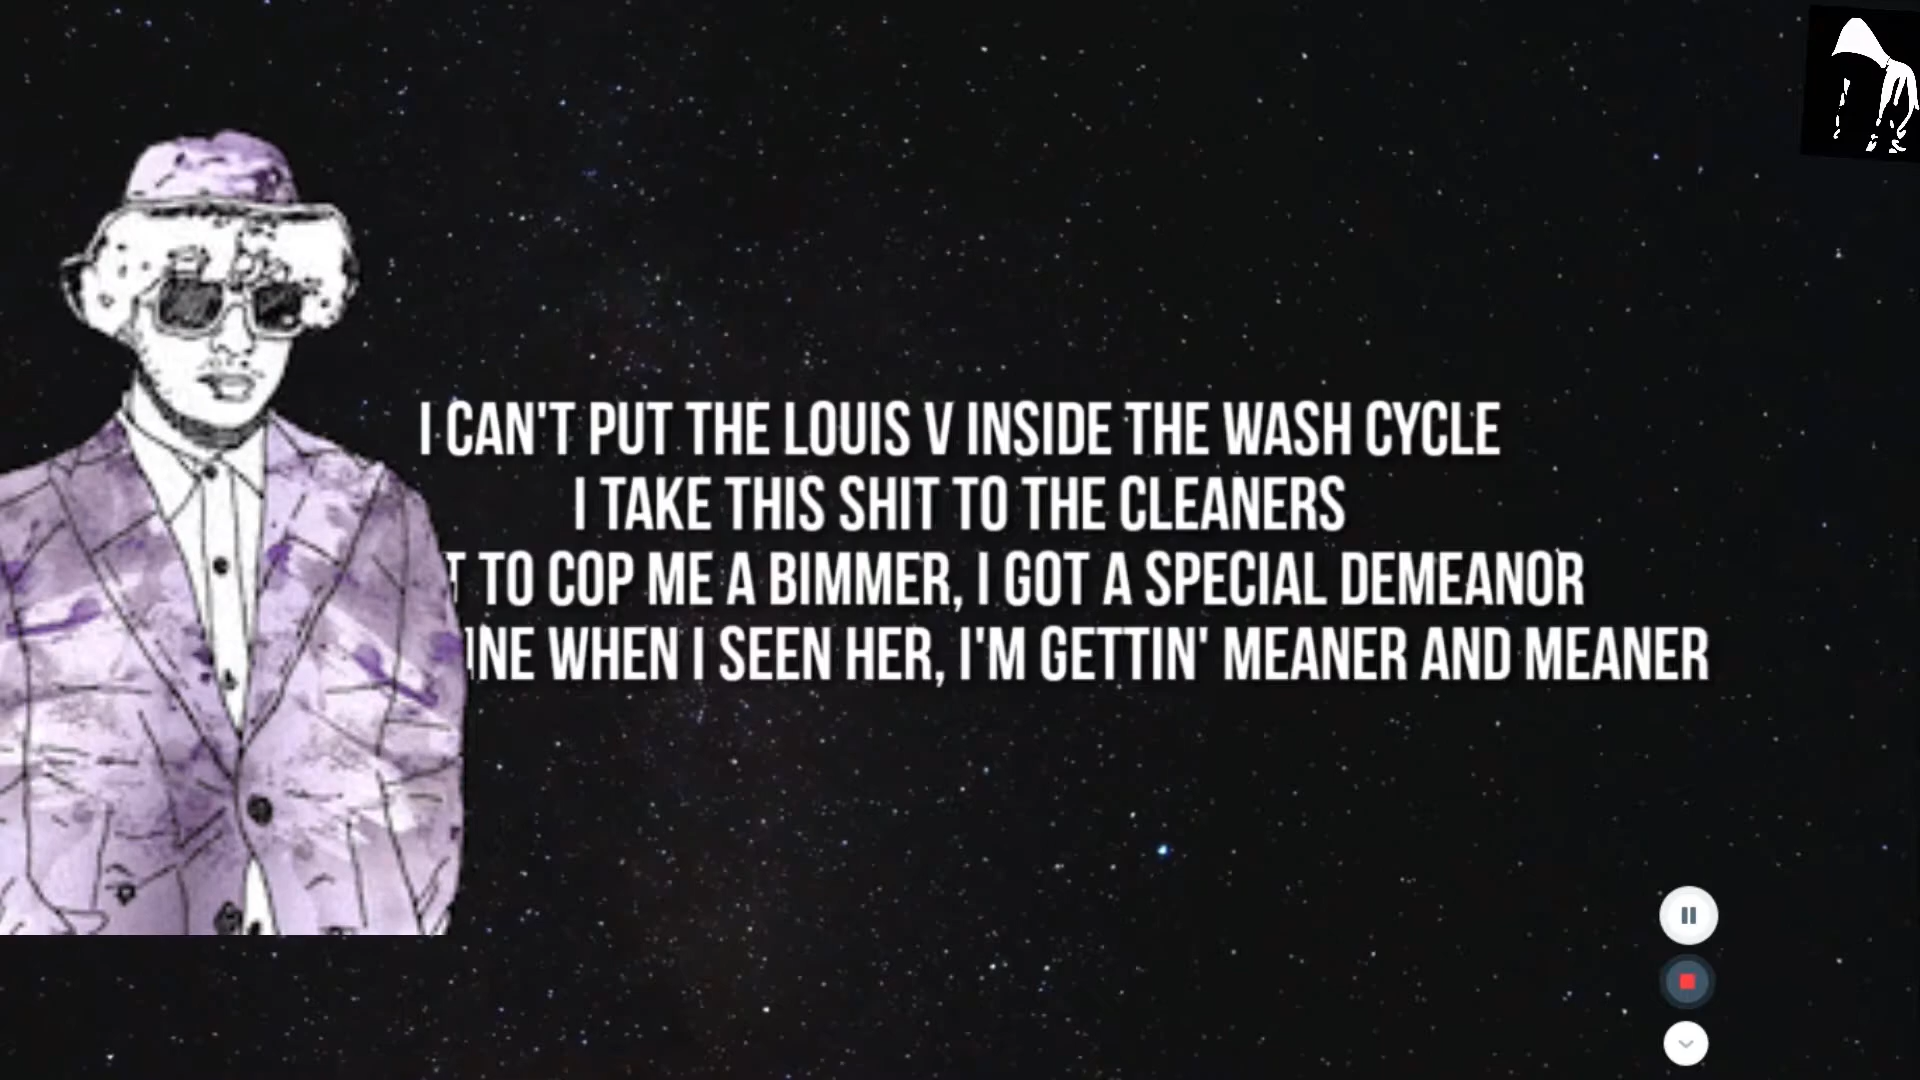 I CAN'T PUT THE LOUIS V INSIDE THE WASH CYCLE
I TAKE THIS SHIT TO THE CLEANERS
TO COP ME A BIMMER, I GOT A SPECIAL DEMEANOR
WHEN I SEEN HER, I'M GETTIN' MEANER AND MEANER